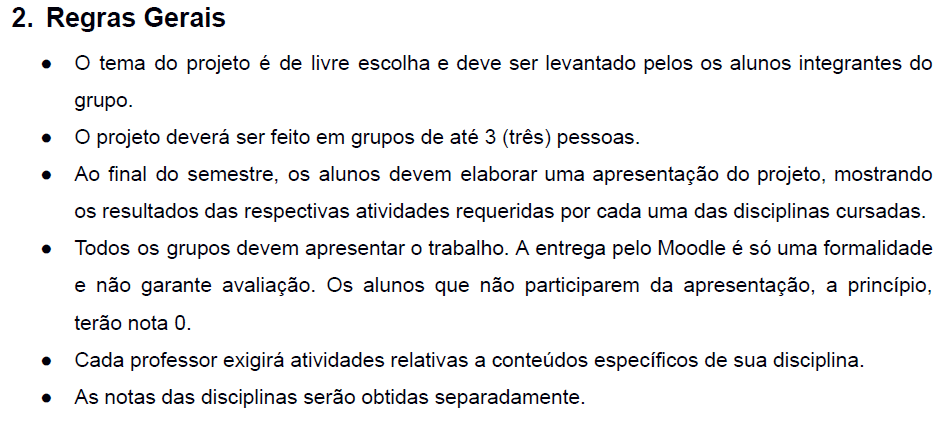 2. Regras Gerais
● O tema do projeto é de livre escolha e deve ser levantado pelos os alunos integrantes do
grupo.
● O projeto deverá ser feito em grupos de até 3 (três) pessoas.
● Ao final do semestre, os alunos devem elaborar uma apresentação do projeto, mostrando
os resultados das respectivas atividades requeridas por cada uma das disciplinas cursadas.
● Todos os grupos devem apresentar o trabalho. A entrega pelo Moodle é só uma formalidade
e não garante avaliação. Os alunos que não participarem da apresentação, a princípio,
terão nota 0.
● Cada professor exigirá atividades relativas a conteúdos específicos de sua disciplina.
● As notas das disciplinas serão obtidas separadamente.